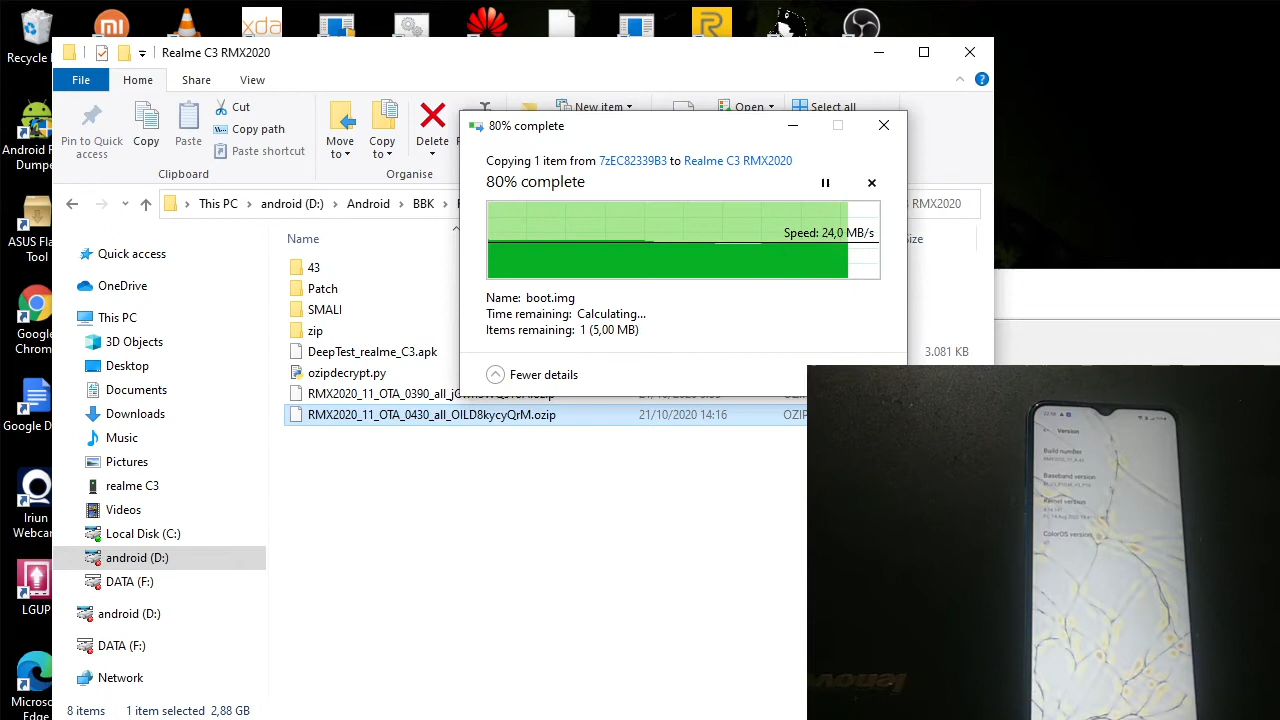 Recycle
xda
R
Realme C3 RMX2020
File
Home
Share
View
Pin to Quick
access
Copy
Paste
Cut
Copy path
Paste shortcut
Clipboard
Move
to
Copy
to
Delete
Organise
New item
Open
Select all
This PC
android (D:)
Android
BBK
RMX2020
Name
43
Patch
SMALI
zip
DeepTest_realme_C3.apk
3.081 KB
ozipdecrypt.py
RMX2020_11_OTA_0430_all_OILD8kycyQrM.ozip
21/10/2020 14:16
OZIP
80% complete
Copying 1 item from 7zEC82339B3 to Realme C3 RMX2020
80% complete
Speed: 24,0 MB/s
Name: boot.img
Time remaining: Calculating...
Items remaining: 1 (5,00 MB)
Fewer details
Quick access
OneDrive
This PC
3D Objects
Desktop
Documents
Downloads
Music
Pictures
realme C3
Videos
Local Disk (C:)
android (D:)
DATA (F:)
android (D:)
DATA (F:)
Network
8 items
1 item selected 2,88 GB
Android R
Dumpe
ASUS Fla
Tool
Google
Chrom
Google D
Iriun
Webcam
LGUP
Microso
Edge
Version
Build number
Baseband version
Kernel version
ColorOS version
lenovo